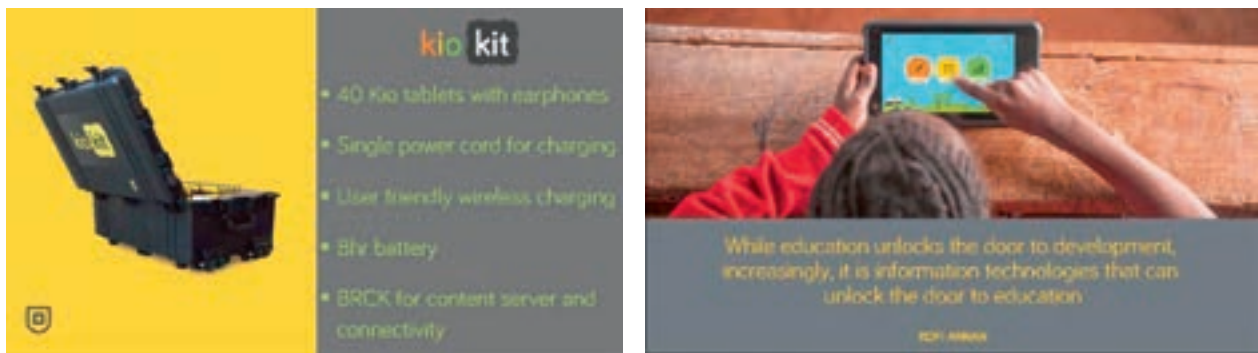 kio kit
• 40 Kio tablets with earphones
• Single power cord for charging
• User friendly wireless charging
• 8hr battery
• BRCK for content server and
connectivity
kio kit
While education unlocks the door to development,
increasingly, it is information technologies that can
unlock the door to education
KOFI ANNAN